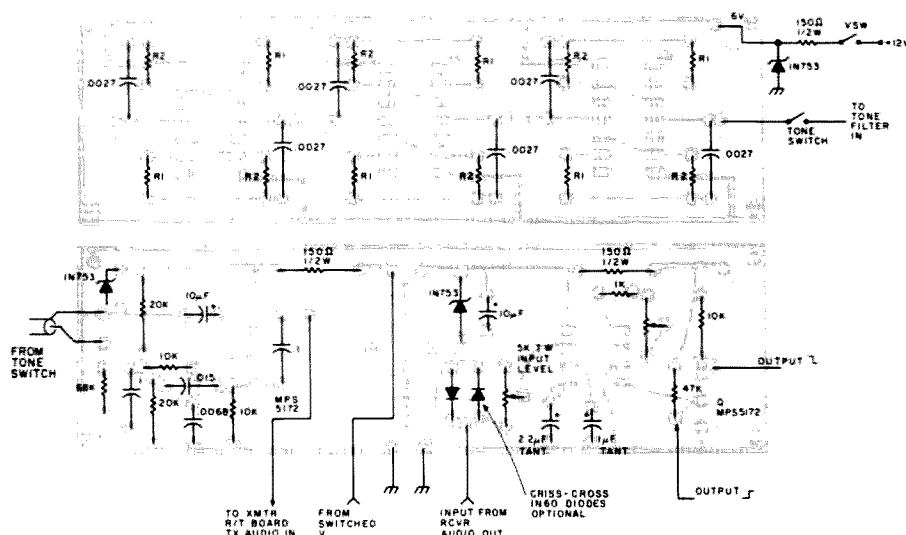 6V
150Ω
1/2W
VSW
+12V
1N753
R2
R1
R2
R1
R2
R1
.0027
.0027
.0027
TO
TONE
FILTER
IN
TONE
SWITCH
.0027
.0027
.0027
R1
R2
R1
R2
R1
R2
150Ω
1/2W
150Ω
1/2W
1N753
1N753
10µF
20K
10µF
1K
10K
FROM
TONE
SWITCH
10K
.1
5K TW
INPUT
LEVEL
OUTPUT
68K
.015
20K
.0068
10K
MPS
5172
47K
Q
MPS5172
2.2µF
TANT.
1µF
TANT.
OUTPUT
CRISS-CROSS
IN60 DIODES
OPTIONAL
TO XMTR
R/T BOARD
TX AUDIO IN
FROM
SWITCHED
V
INPUT FROM
RCVR
AUDIO OUT